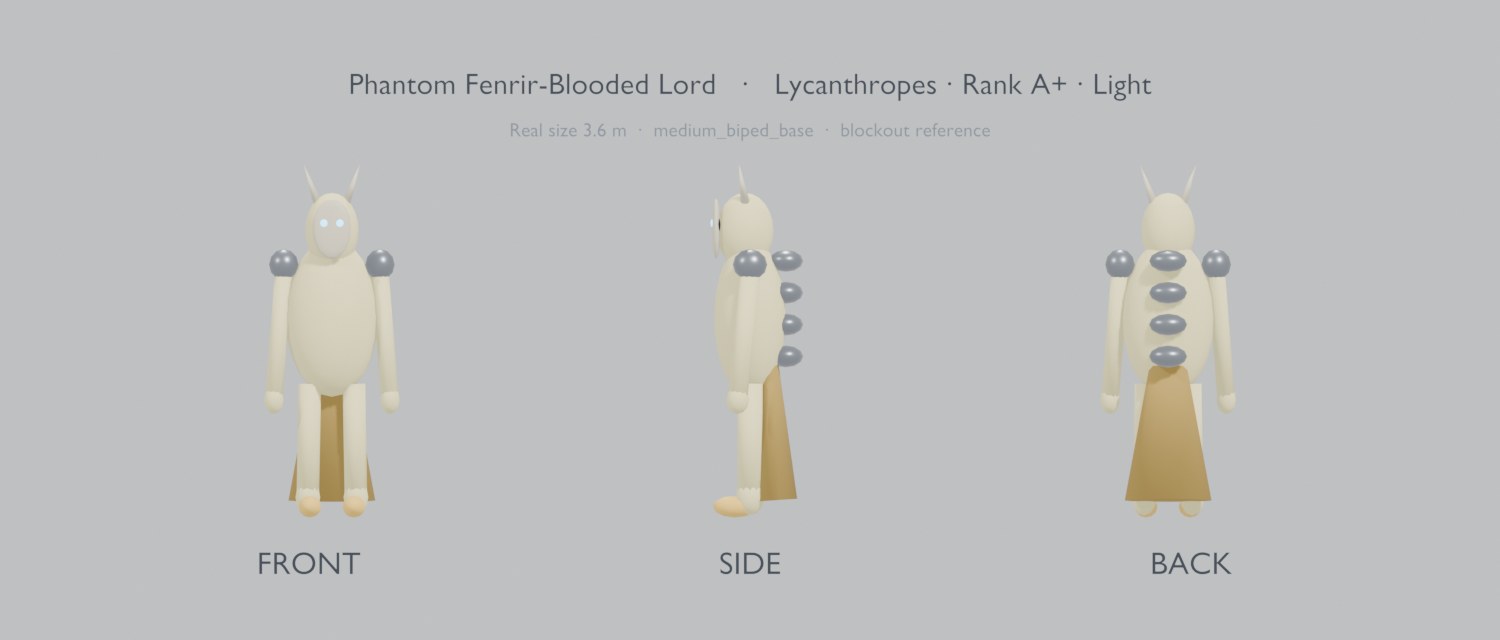 Phantom Fenrir-Blooded Lord · Lycanthropes · Rank A+ · Light
Real size 3.6 m · medium_biped_base · blockout reference
FRONT SIDE BACK